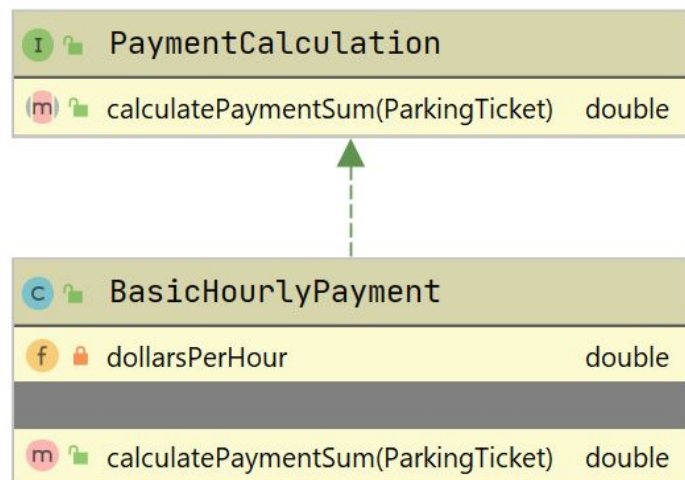 I PaymentCalculation
m calculatePaymentSum(ParkingTicket) double
C BasicHourlyPayment
f dollarsPerHour double
m calculatePaymentSum(ParkingTicket) double